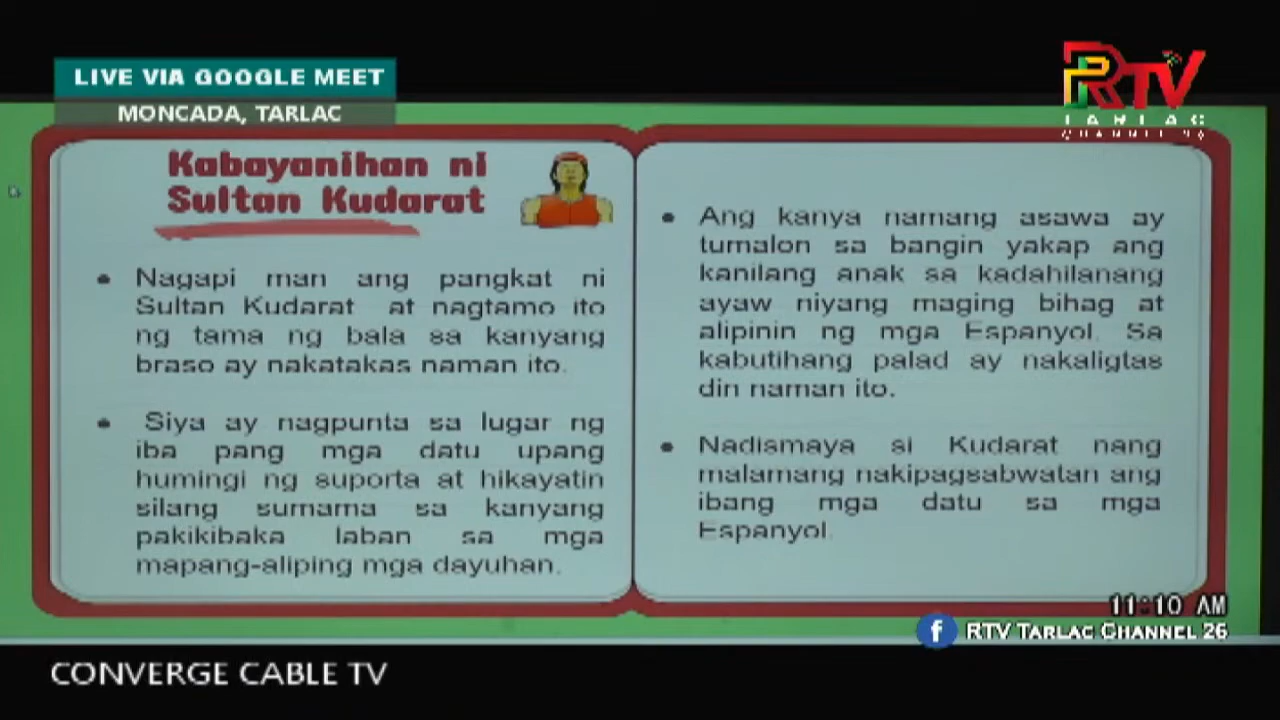 LIVE VIA GOOGLE MEET
MONCADA, TARLAC
RTV
TARLAC
CHANNEL 26
Kabayanihan ni
Sultan Kudarat
Nagapi man ang pangkat ni
Sultan Kudarat at nagtamo ito
ng tama ng bala sa kanyang
braso ay nakatakas naman ito.
Siya ay nagpunta sa lugar ng
iba pang mga datu upang
humingi ng suporta at hikayatin
silang sumama sa kanyang
pakikibaka laban sa mga
mapang-aliping mga dayuhan.
Ang kanya namang asawa ay
tumalon sa bangin yakap ang
kanilang anak sa kadahilanang
ayaw niyang maging bihag at
alipinin ng mga Espanyol. Sa
kabutihang palad ay nakaligtas
din naman ito.
Nadismaya si Kudarat nang
malamang nakipagsabwatan ang
ibang mga datu sa mga
Espanyol.
11:10 AM
RTV TARLAC CHANNEL 26
CONVERGE CABLE TV